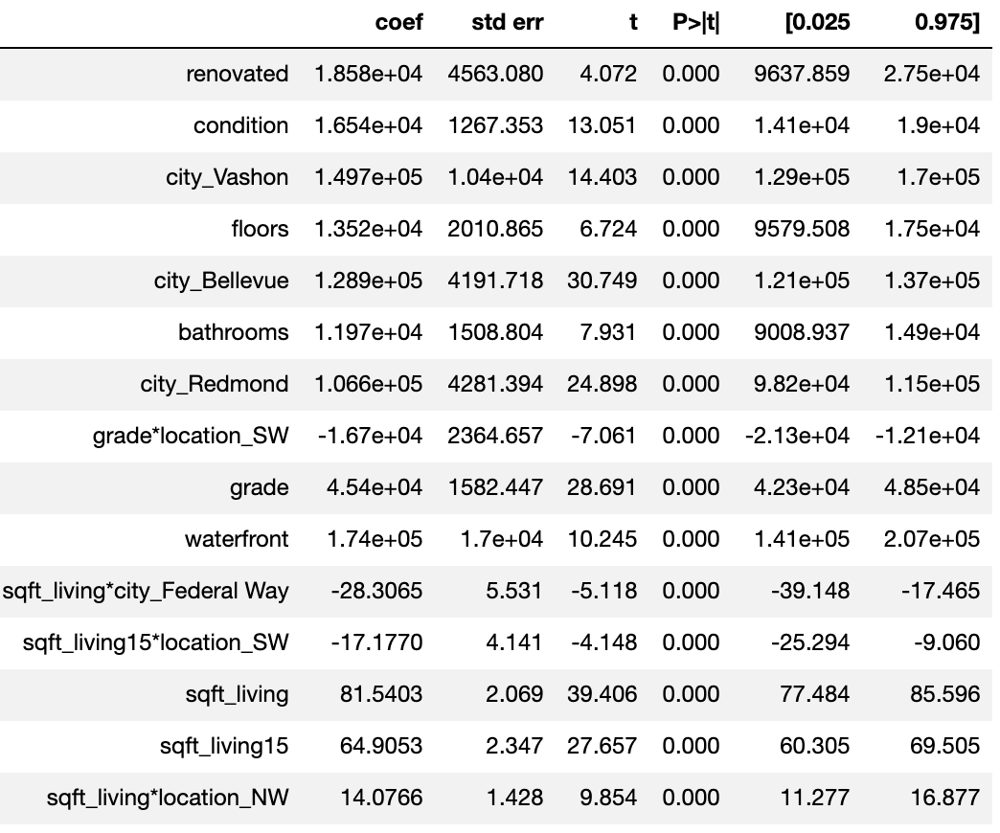 coef std err t P>|t| [0.025 0.975]
renovated 1.858e+04 4563.080 4.072 0.000 9637.859 2.75e+04
condition 1.654e+04 1267.353 13.051 0.000 1.41e+04 1.9e+04
city_Vashon 1.497e+05 1.04e+04 14.403 0.000 1.29e+05 1.7e+05
floors 1.352e+04 2010.865 6.724 0.000 9579.508 1.75e+04
city_Bellevue 1.289e+05 4191.718 30.749 0.000 1.21e+05 1.37e+05
bathrooms 1.197e+04 1508.804 7.931 0.000 9008.937 1.49e+04
city_Redmond 1.066e+05 4281.394 24.898 0.000 9.82e+04 1.15e+05
grade*location_SW -1.67e+04 2364.657 -7.061 0.000 -2.13e+04 -1.21e+04
grade 4.54e+04 1582.447 28.691 0.000 4.23e+04 4.85e+04
waterfront 1.74e+05 1.7e+04 10.245 0.000 1.41e+05 2.07e+05
sqft_living*city_Federal Way -28.3065 5.531 -5.118 0.000 -39.148 -17.465
sqft_living15*location_SW -17.1770 4.141 -4.148 0.000 -25.294 -9.060
sqft_living 81.5403 2.069 39.406 0.000 77.484 85.596
sqft_living15 64.9053 2.347 27.657 0.000 60.305 69.505
sqft_living*location_NW 14.0766 1.428 9.854 0.000 11.277 16.877